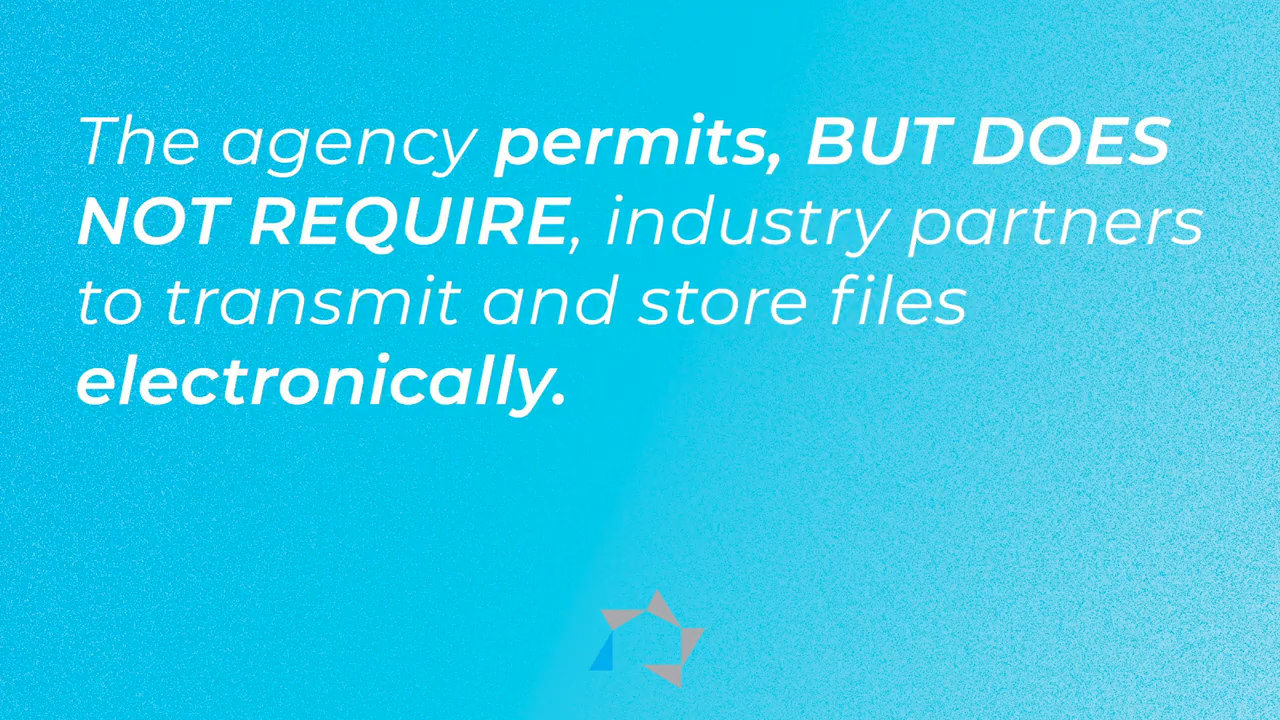 The agency permits, BUT DOES
NOT REQUIRE, industry partners
to transmit and store files
electronically.